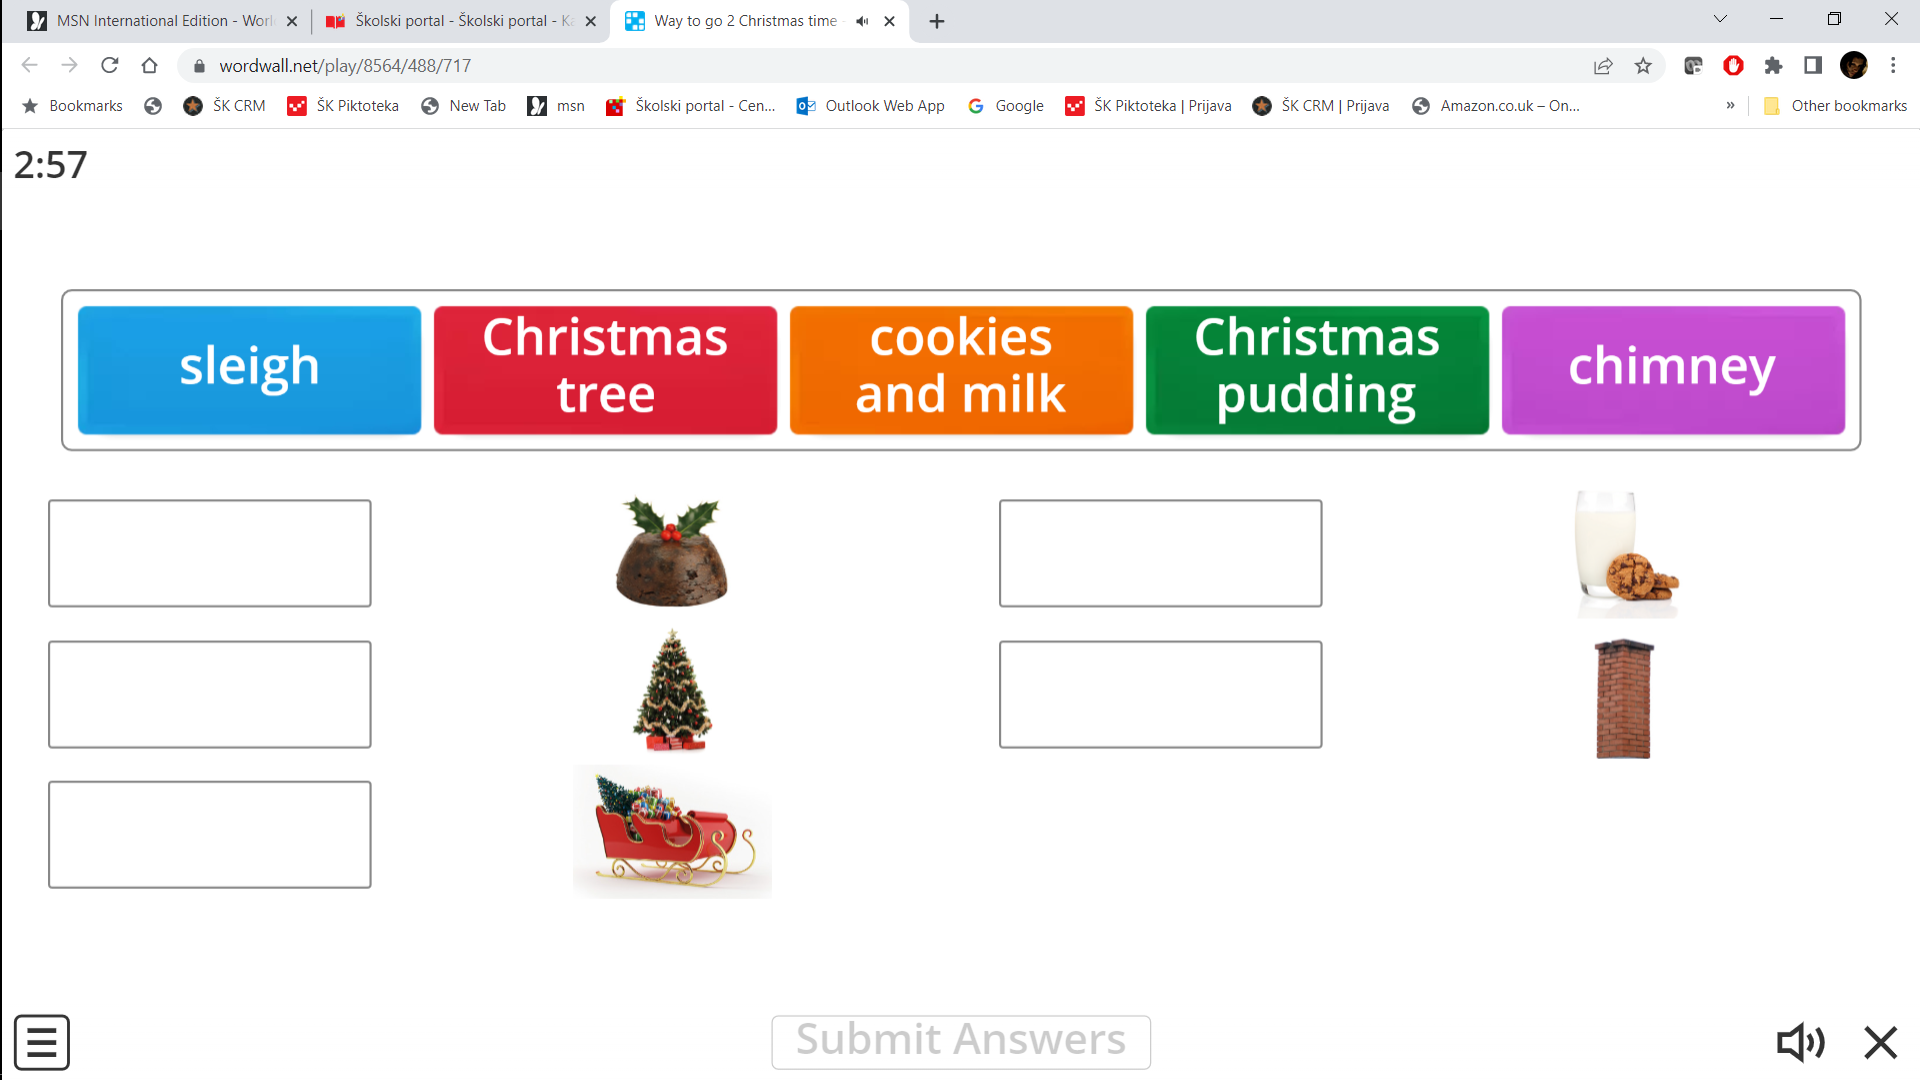 MSN International Edition - Worl
Školski portal - Školski portal - Ka
Way to go 2 Christmas time -
wordwall.net/play/8564/488/717
Bookmarks
ŠK CRM
ŠK Piktoteka
New Tab
msn
Školski portal - Cen...
Outlook Web App
Google
ŠK Piktoteka | Prijava
ŠK CRM | Prijava
Amazon.co.uk – On...
»
Other bookmarks
2:57
sleigh
Christmas
tree
cookies
and milk
Christmas
pudding
chimney
Submit Answers